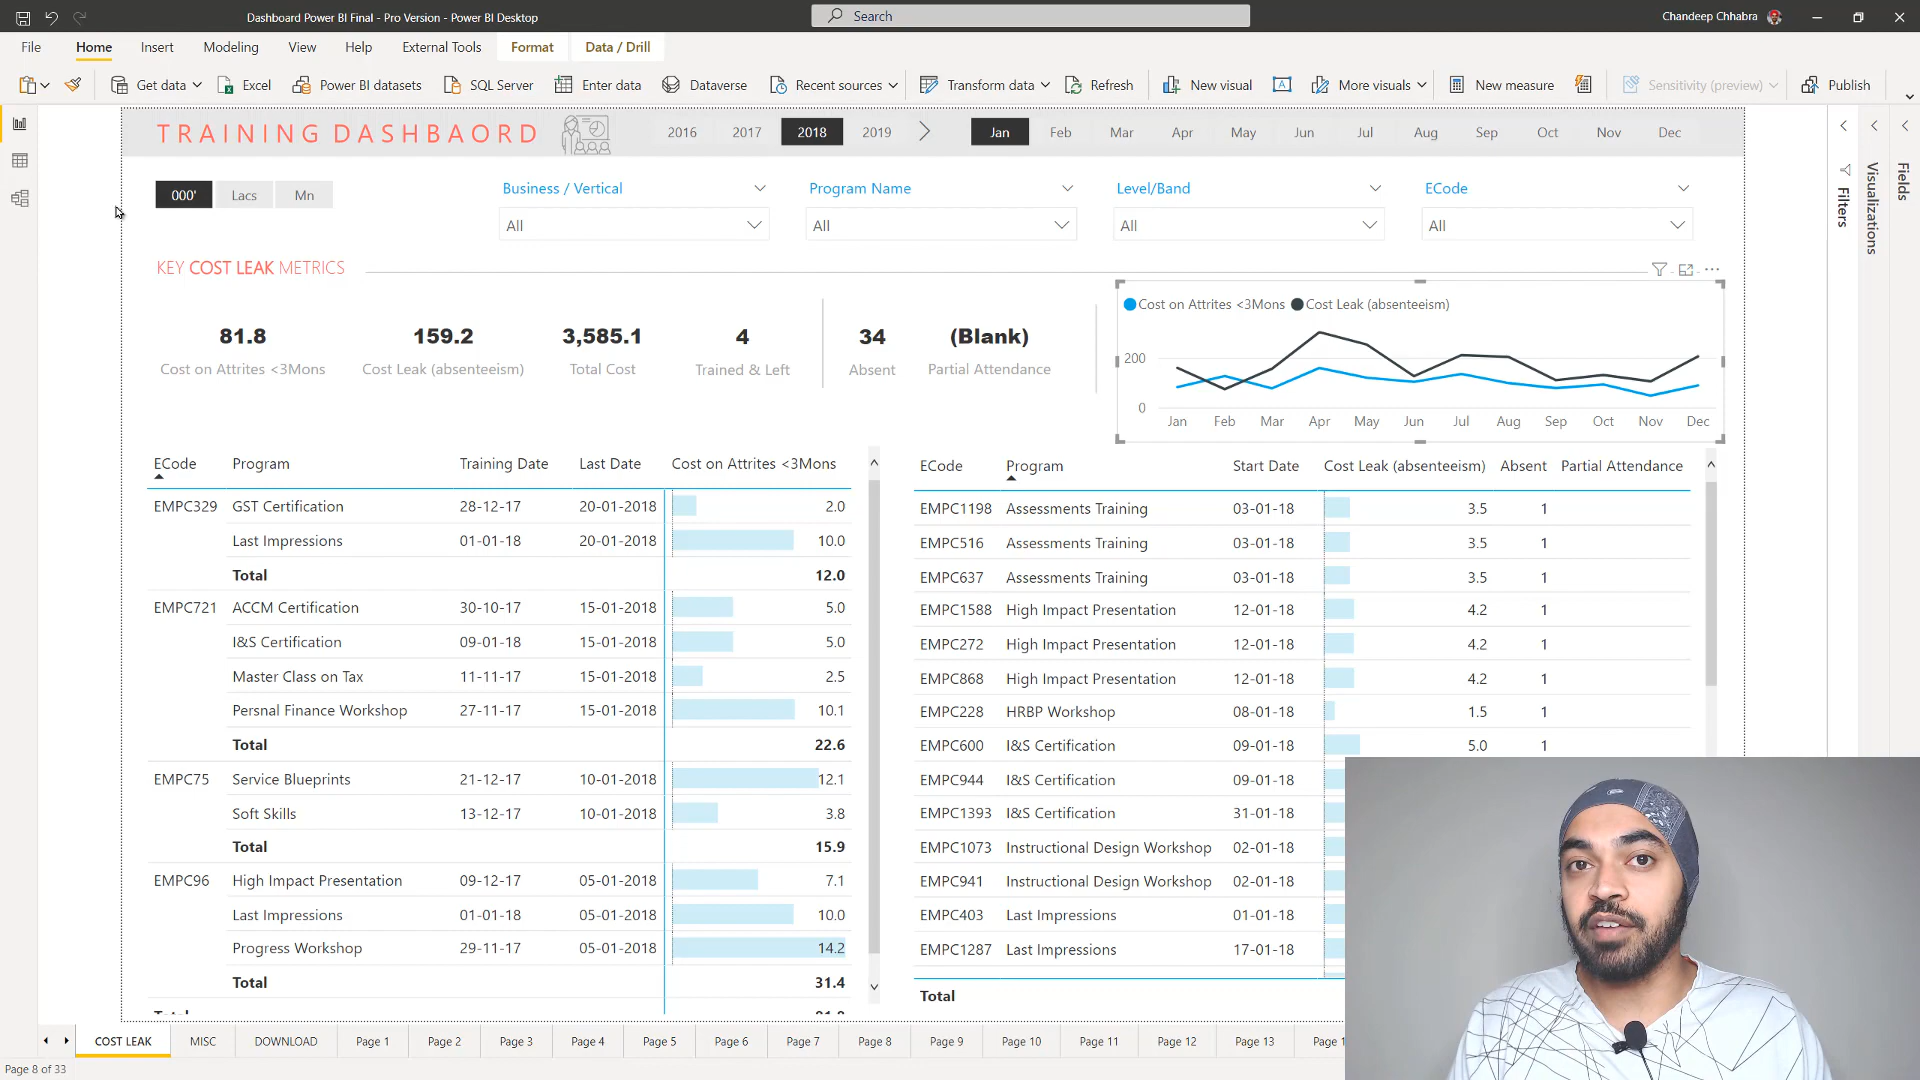 Dashboard Power BI Final - Pro Version - Power BI Desktop
Search
Chandeep Chhabra
File Home Insert Modeling View Help External Tools Format Data / Drill
Get data Excel Power BI datasets SQL Server Enter data Dataverse Recent sources Transform data Refresh New visual More visuals New measure Sensitivity (preview) Publish
TRAINING DASHBAORD 2016 2017 2018 2019 Jan Feb Mar Apr May Jun Jul Aug Sep Oct Nov Dec
000' Lacs Mn
Business / Vertical Program Name Level/Band ECode
All All All All
Filters
Visualizations
Fields
KEY COST LEAK METRICS
81.8 159.2 3,585.1 4 34 (Blank)
Cost on Attrites <3Mons Cost Leak (absenteeism) Total Cost Trained & Left Absent Partial Attendance
Cost on Attrites <3Mons Cost Leak (absenteeism)
200
0
Jan Feb Mar Apr May Jun Jul Aug Sep Oct Nov Dec
ECode Program Training Date Last Date Cost on Attrites <3Mons
EMPC329 GST Certification 28-12-17 20-01-2018 2.0
Last Impressions 01-01-18 20-01-2018 10.0
Total 12.0
EMPC721 ACCM Certification 30-10-17 15-01-2018 5.0
I&S Certification 09-01-18 15-01-2018 5.0
Master Class on Tax 11-11-17 15-01-2018 2.5
Persnal Finance Workshop 27-11-17 15-01-2018 10.1
Total 22.6
EMPC75 Service Blueprints 21-12-17 10-01-2018 12.1
Soft Skills 13-12-17 10-01-2018 3.8
Total 15.9
EMPC96 High Impact Presentation 09-12-17 05-01-2018 7.1
Last Impressions 01-01-18 05-01-2018 10.0
Progress Workshop 29-11-17 05-01-2018 14.2
Total 31.4
ECode Program Start Date Cost Leak (absenteeism) Absent Partial Attendance
EMPC1198 Assessments Training 03-01-18 3.5 1
EMPC516 Assessments Training 03-01-18 3.5 1
EMPC637 Assessments Training 03-01-18 3.5 1
EMPC1588 High Impact Presentation 12-01-18 4.2 1
EMPC272 High Impact Presentation 12-01-18 4.2 1
EMPC868 High Impact Presentation 12-01-18 4.2 1
EMPC228 HRBP Workshop 08-01-18 1.5 1
EMPC600 I&S Certification 09-01-18 5.0 1
EMPC944 I&S Certification 09-01-18
EMPC1393 I&S Certification 31-01-18
EMPC1073 Instructional Design Workshop 02-01-18
EMPC941 Instructional Design Workshop 02-01-18
EMPC403 Last Impressions 01-01-18
EMPC1287 Last Impressions 17-01-18
Total
COST LEAK MISC DOWNLOAD Page 1 Page 2 Page 3 Page 4 Page 5 Page 6 Page 7 Page 8 Page 9 Page 10 Page 11 Page 12 Page 13
Page 8 of 33